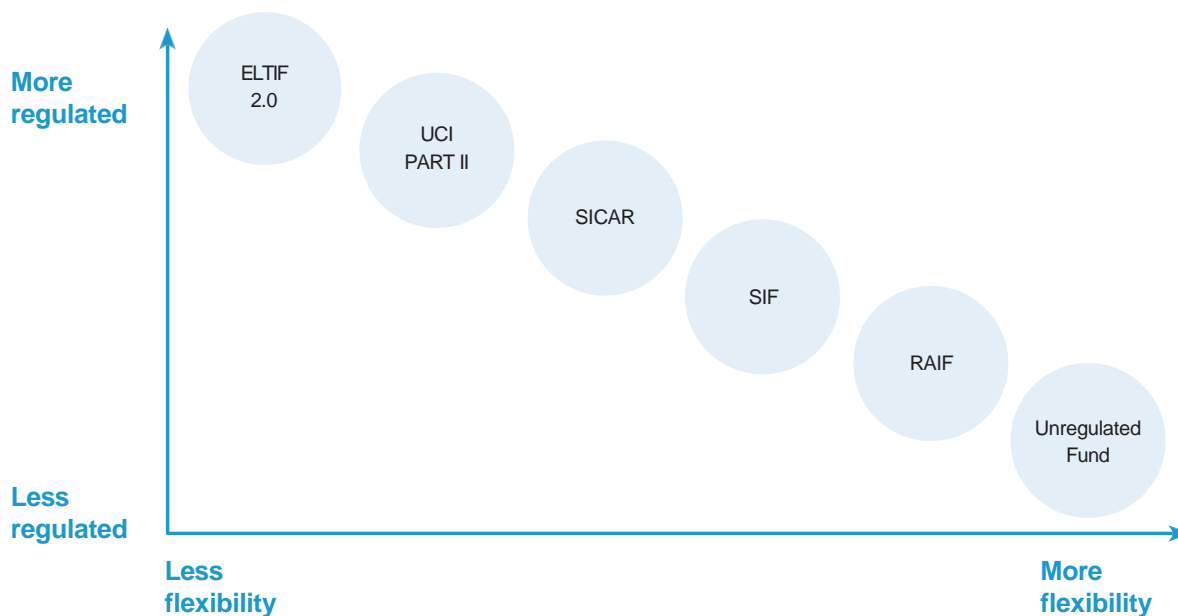 More
regulated
ELTIF
2.0
UCI
PART II
SICAR
SIF
RAIF
Unregulated
Fund
Less
regulated
Less
flexibility
More
flexibility